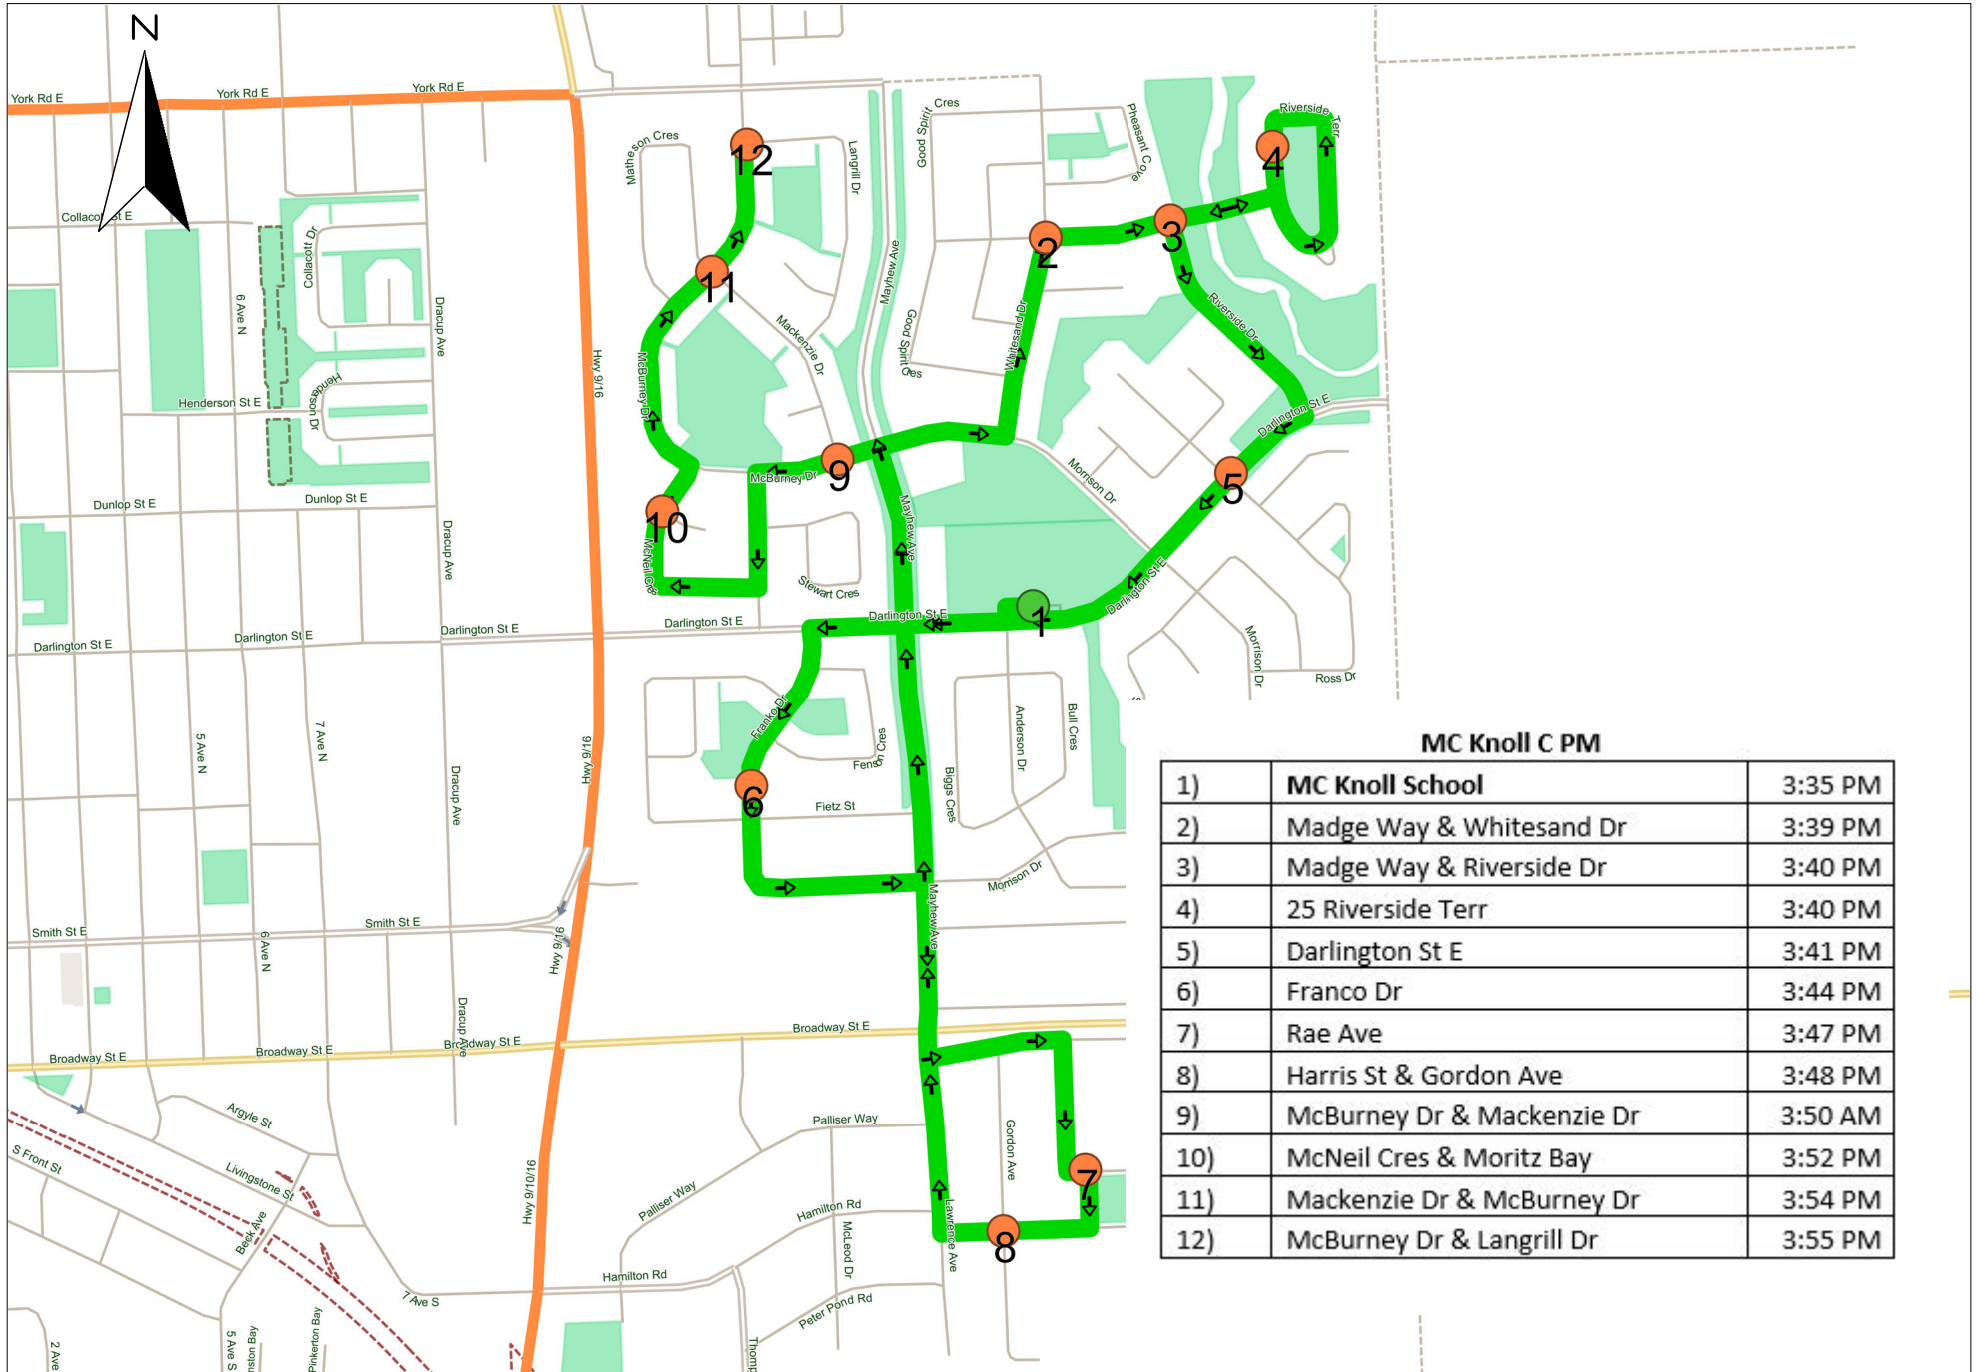 N
York Rd E
York Rd E
York Rd E
Matheson Cres
Langrill Dr
Good Spirit Cres
Pheasant Cove
Riverside Terr
12
4
Collacott St E
Collacott Dr
6 Ave N
Dracup Ave
Hwy 9/16
11
Mackenzie Dr
McBurney Dr
Mayhew Ave
Good Spirit Cres
2
3
Whitesand Dr
Riverside Dr
Henderson St E
Henderson Dr
Darlington St E
Dunlop St E
Dunlop St E
Dracup Ave
McBurney Dr
9
10
McNeil Cres
Mayhew Ave
Morrison Dr
5
Stewart Cres
Darlington St E
Darlington St E
Darlington St E
Darlington St E
Darlington St E
Darlington St E
1
Morrison Dr
Ross Dr
5 Ave N
7 Ave N
Dracup Ave
Hwy 9/16
Franko Dr
Fenson Cres
6
Fietz St
Biggs Cres
Anderson Dr
Bull Cres
Morrison Dr
Smith St E
Smith St E
6 Ave N
Hwy 9/16
Mayhew Ave
Dracup Ave
Broadway St E
Broadway St E
Broadway St E
Broadway St E
Argyle St
S Front St
Livingstone St
Beck Ave
Hwy 9/10/16
Palliser Way
Palliser Way
Hamilton Rd
Hamilton Rd
McLeod Dr
Peter Pond Rd
Gordon Ave
Lawrence Ave
7
8
7 Ave S
2 Ave
5 Ave S
nston Bay
Pinkerton Bay
Thomp
MC Knoll C PM
1) MC Knoll School 3:35 PM
2) Madge Way & Whitesand Dr 3:39 PM
3) Madge Way & Riverside Dr 3:40 PM
4) 25 Riverside Terr 3:40 PM
5) Darlington St E 3:41 PM
6) Franco Dr 3:44 PM
7) Rae Ave 3:47 PM
8) Harris St & Gordon Ave 3:48 PM
9) McBurney Dr & Mackenzie Dr 3:50 AM
10) McNeil Cres & Moritz Bay 3:52 PM
11) Mackenzie Dr & McBurney Dr 3:54 PM
12) McBurney Dr & Langrill Dr 3:55 PM